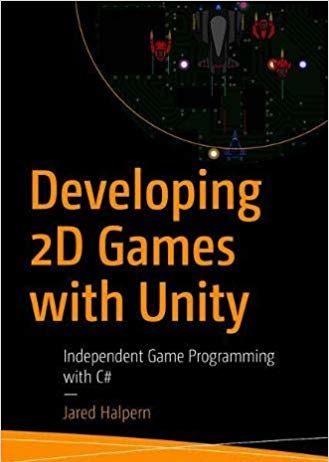 Developing
2D Games
with Unity
Independent Game Programming
with C#
—
Jared Halpern